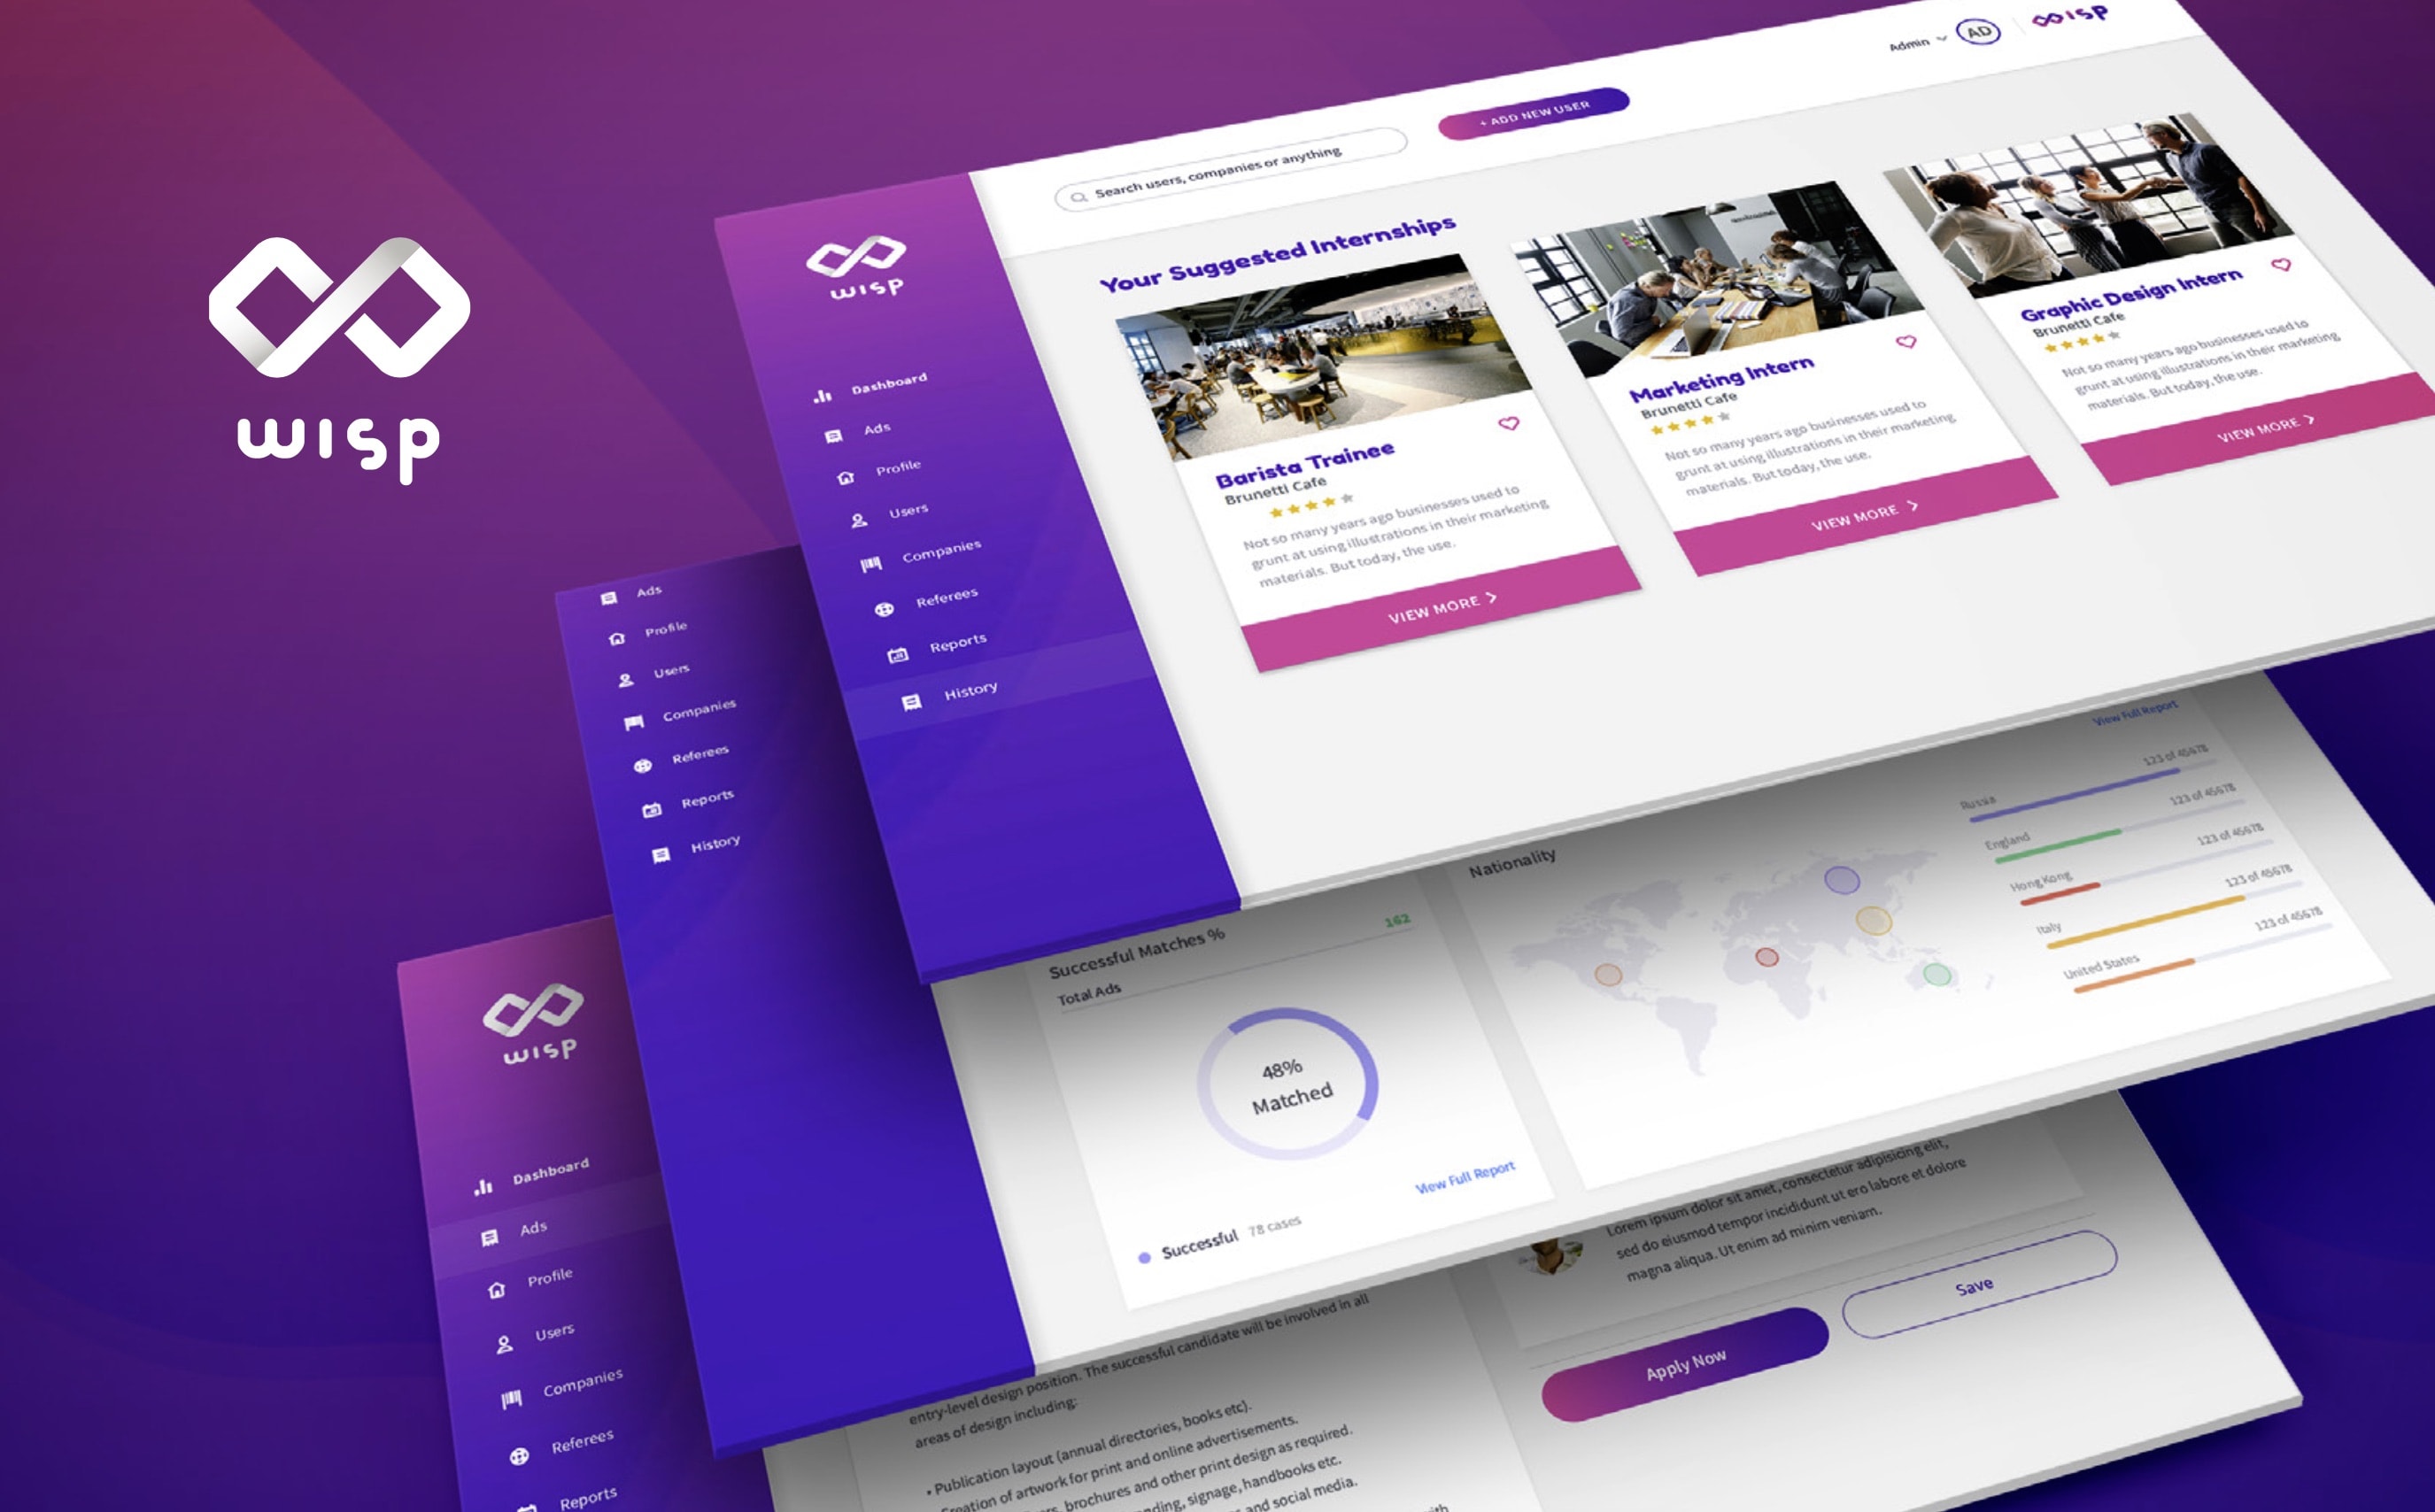 wisp
Admin
AD
wisp
Search users, companies or anything
+ ADD NEW USER
wisp
Dashboard
Ads
Profile
Users
Companies
Referees
Reports
History
Your Suggested Internships
Barista Trainee
Brunetti Cafe
Not so many years ago businesses used to
grunt at using illustrations in their marketing
materials. But today, the use.
VIEW MORE
Marketing Intern
Brunetti Cafe
Not so many years ago businesses used to
grunt at using illustrations in their marketing
materials. But today, the use.
VIEW MORE
Graphic Design Intern
Brunetti Cafe
Not so many years ago businesses used to
grunt at using illustrations in their marketing
materials. But today, the use.
VIEW MORE
Ads
Profile
Users
Companies
Referees
Reports
History
Successful Matches %
Total Ads
162
48%
Matched
View Full Report
Successful 78 cases
Nationality
View Full Report
Russia 123 of 45678
England 123 of 45678
Hong Kong 123 of 45678
Italy 123 of 45678
United States 123 of 45678
wisp
Dashboard
Ads
Profile
Users
Companies
Referees
Reports
entry-level design position. The successful candidate will be involved in all
areas of design including:
• Publication layout (annual directories, books etc).
Creation of artwork for print and online advertisements.
brochures and other print design as required.
signage, handbooks etc.
and social media.
with
Lorem ipsum dolor sit amet, consectetur adipisicing elit,
sed do eiusmod tempor incididunt ut ero labore et dolore
magna aliqua. Ut enim ad minim veniam.
Apply Now
Save